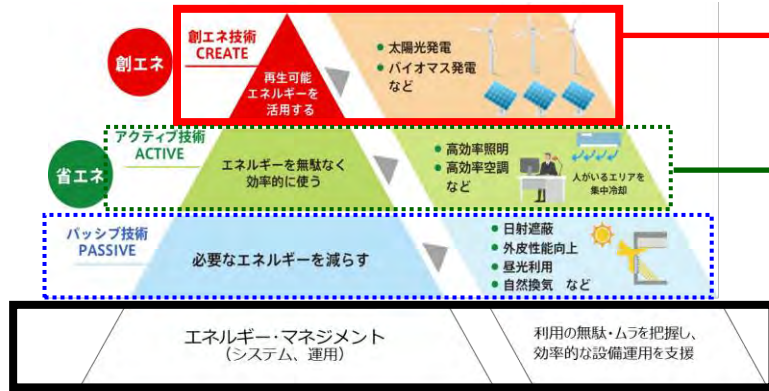 創エネ
創エネ技術
CREATE
再生可能
エネルギーを
活用する
● 太陽光発電
● バイオマス発電
など
省エネ
アクティブ技術
ACTIVE
エネルギーを無駄なく
効率的に使う
● 高効率照明
● 高効率空調
など
人がいるエリアを
集中冷却
パッシブ技術
PASSIVE
必要なエネルギーを減らす
● 日射遮蔽
● 外皮性能向上
● 昼光利用
● 自然換気 など
エネルギー・マネジメント
（システム、運用）
利用の無駄・ムラを把握し、
効率的な設備運用を支援